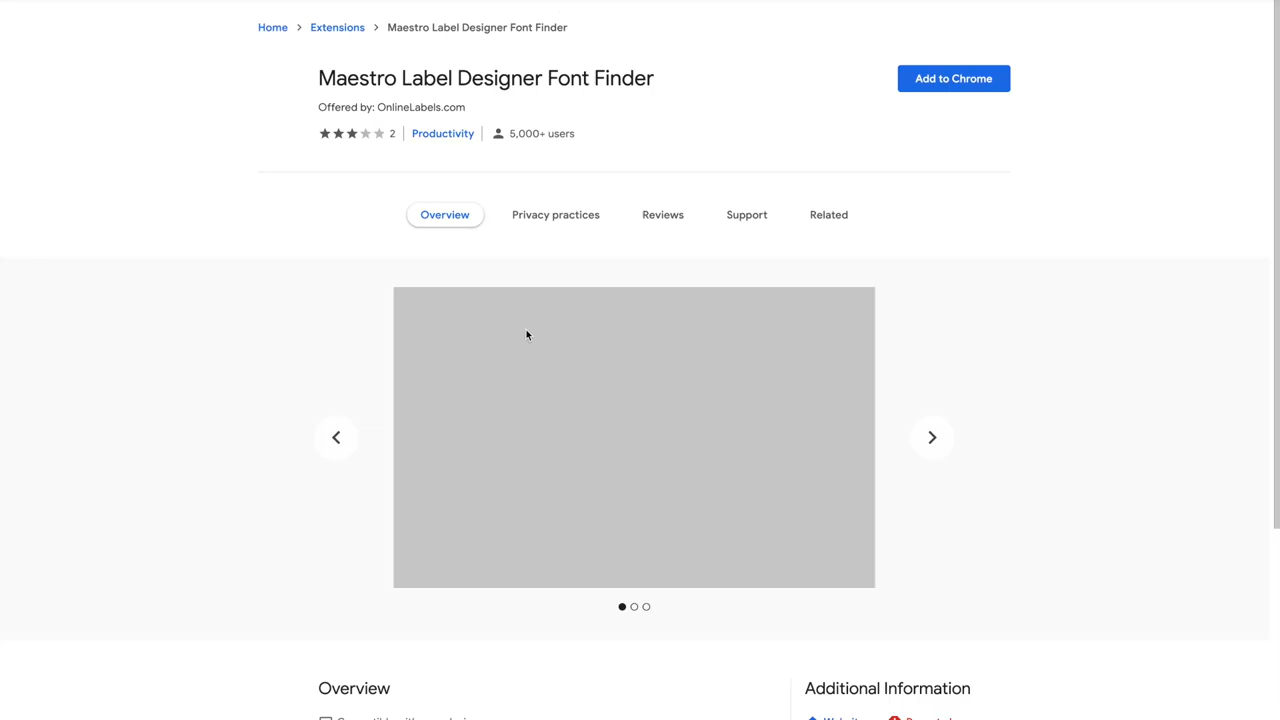 Home > Extensions > Maestro Label Designer Font Finder
Maestro Label Designer Font Finder
Add to Chrome
Offered by: OnlineLabels.com
2 Productivity 5,000+ users
Overview Privacy practices Reviews Support Related
Overview
Additional Information